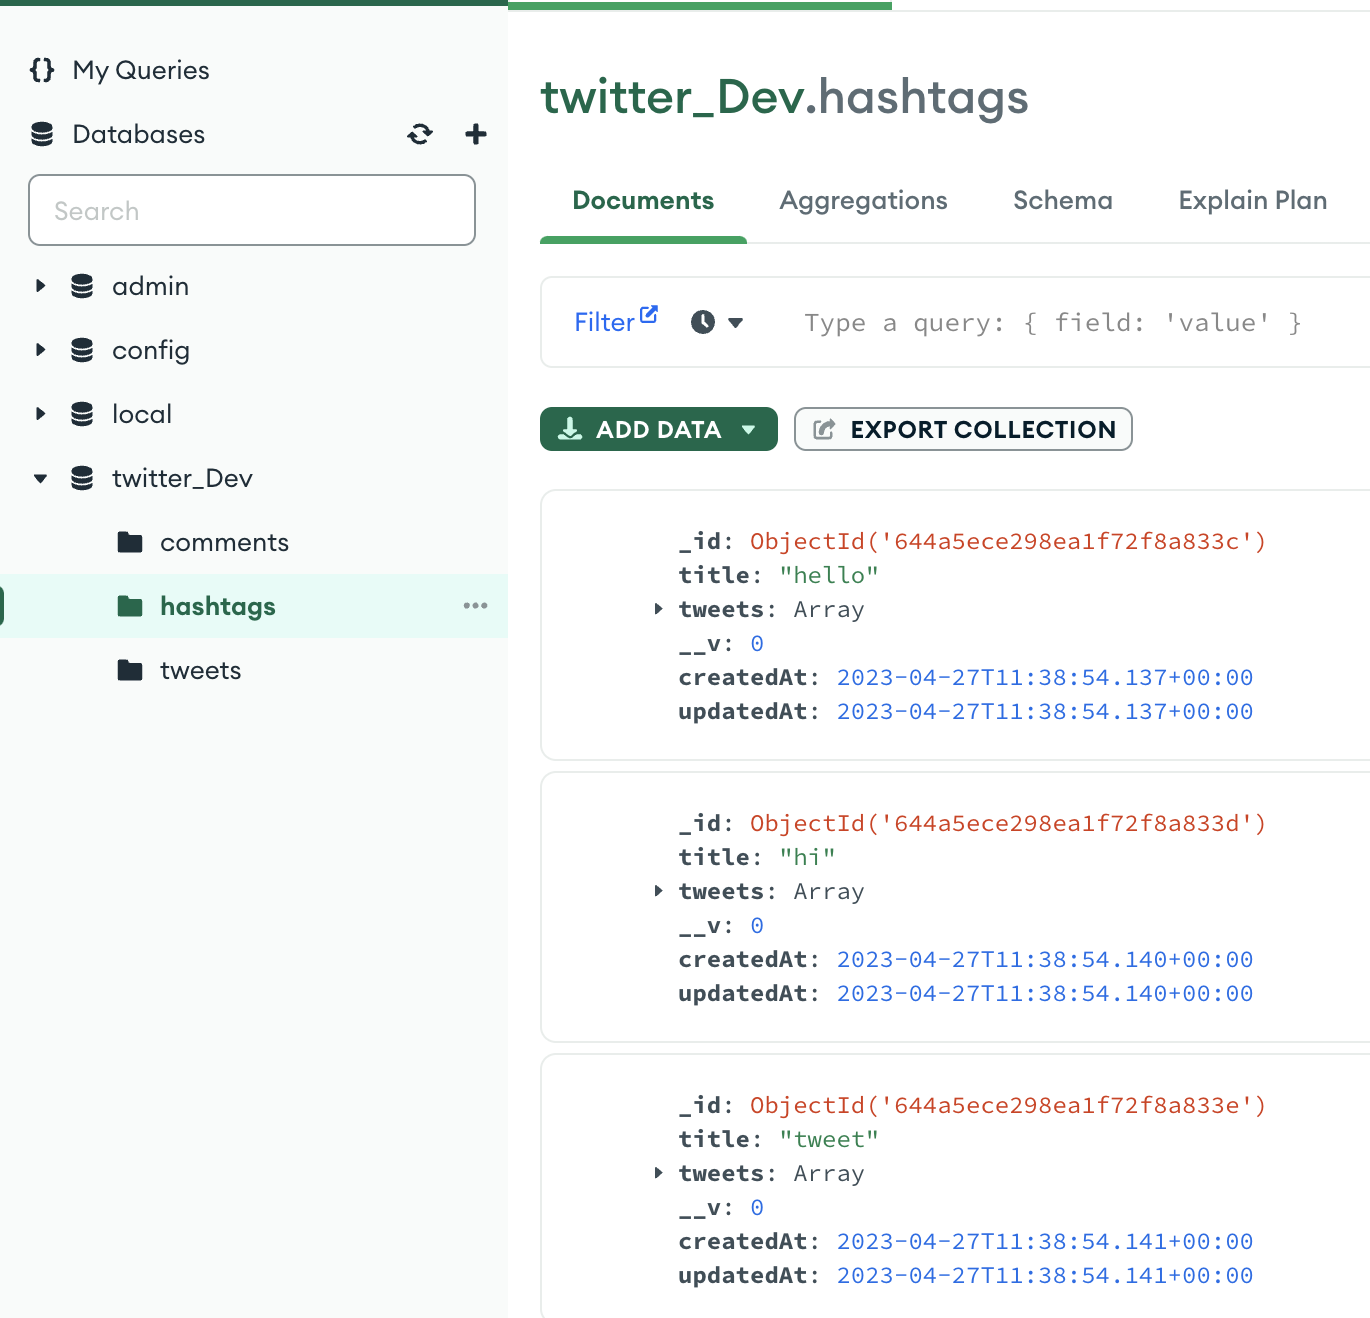 My Queries
Databases
Search
admin
config
local
twitter_Dev
comments
hashtags
tweets
twitter_Dev.hashtags
Documents Aggregations Schema Explain Plan
Filter Type a query: { field: 'value' }
ADD DATA EXPORT COLLECTION
_id: ObjectId('644a5ece298ea1f72f8a833c')
title: "hello"
tweets: Array
__v: 0
createdAt: 2023-04-27T11:38:54.137+00:00
updatedAt: 2023-04-27T11:38:54.137+00:00
_id: ObjectId('644a5ece298ea1f72f8a833d')
title: "hi"
tweets: Array
__v: 0
createdAt: 2023-04-27T11:38:54.140+00:00
updatedAt: 2023-04-27T11:38:54.140+00:00
_id: ObjectId('644a5ece298ea1f72f8a833e')
title: "tweet"
tweets: Array
__v: 0
createdAt: 2023-04-27T11:38:54.141+00:00
updatedAt: 2023-04-27T11:38:54.141+00:00